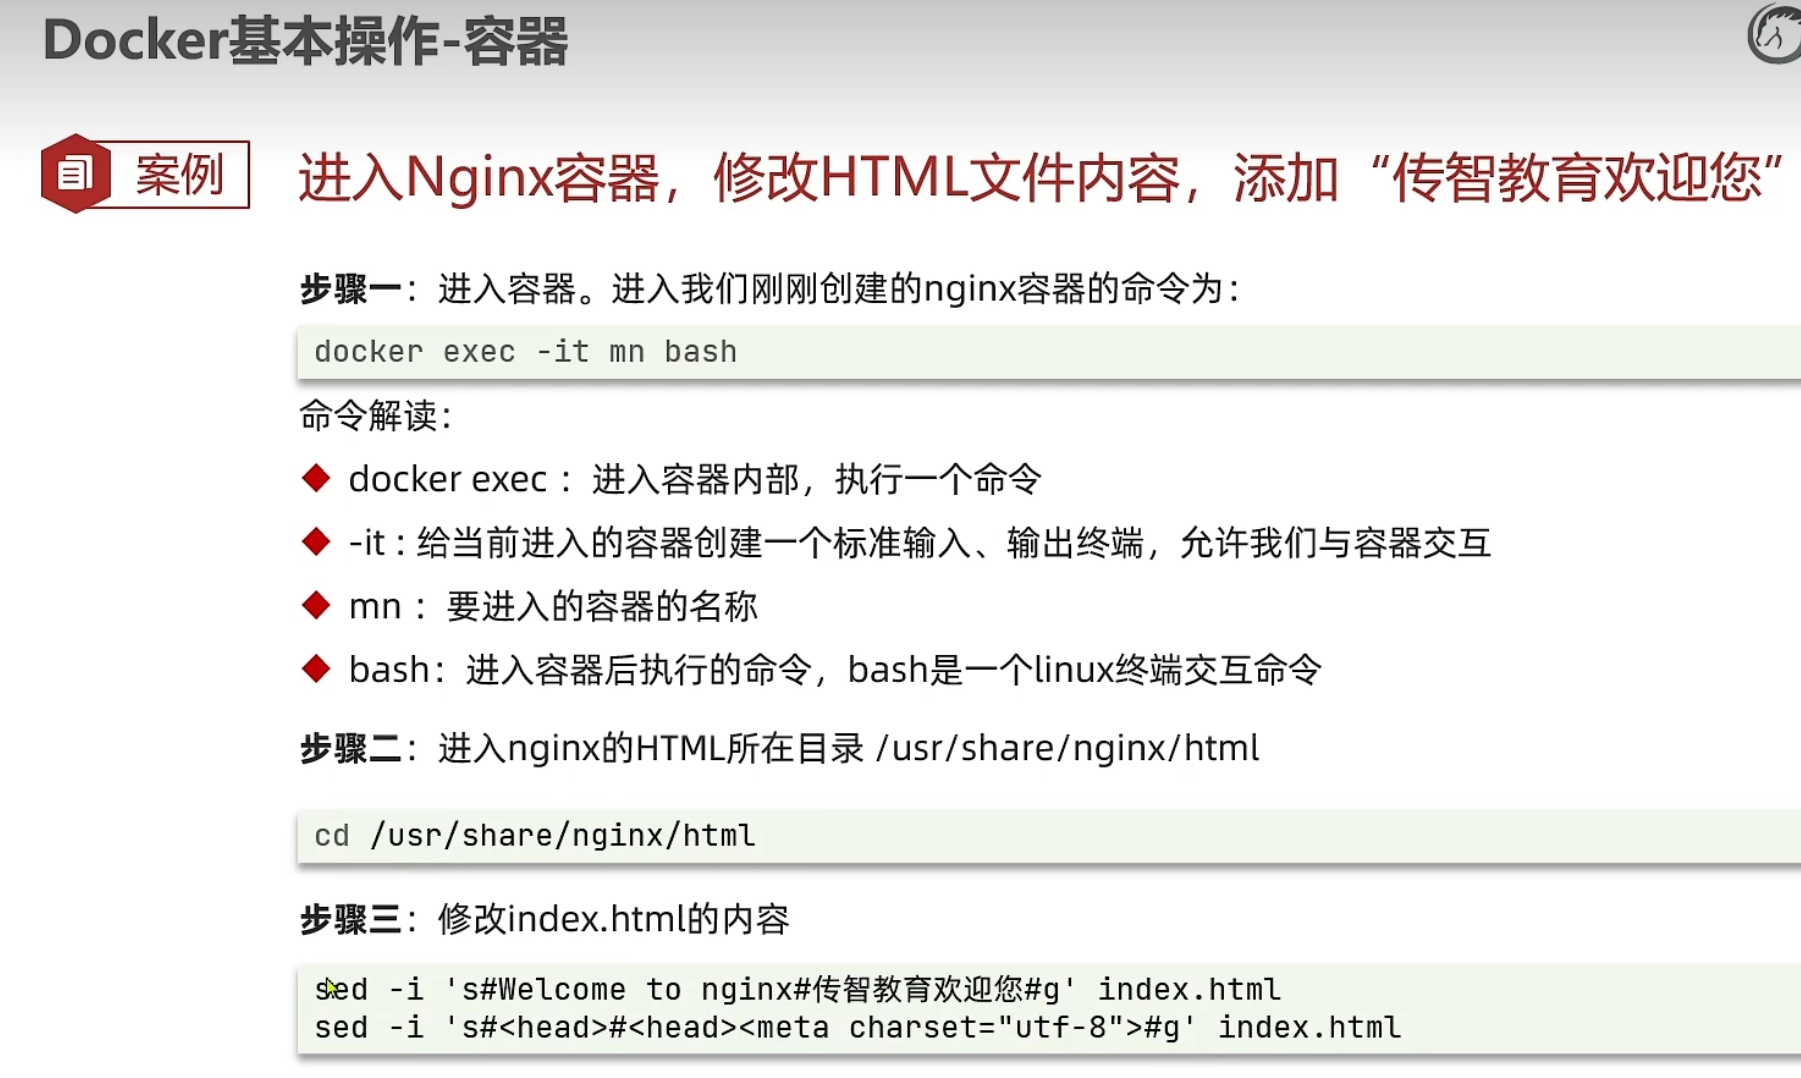 Docker基本操作-容器
案例
进入Nginx容器，修改HTML文件内容，添加“传智教育欢迎您”
步骤一：进入容器。进入我们刚刚创建的nginx容器的命令为：
docker exec -it mn bash
命令解读：
docker exec ：进入容器内部，执行一个命令
-it : 给当前进入的容器创建一个标准输入、输出终端，允许我们与容器交互
mn ：要进入的容器的名称
bash：进入容器后执行的命令，bash是一个linux终端交互命令
步骤二：进入nginx的HTML所在目录 /usr/share/nginx/html
cd /usr/share/nginx/html
步骤三：修改index.html的内容
sed -i 's#Welcome to nginx#传智教育欢迎您#g' index.html
sed -i 's#<head>#<head><meta charset="utf-8">#g' index.html